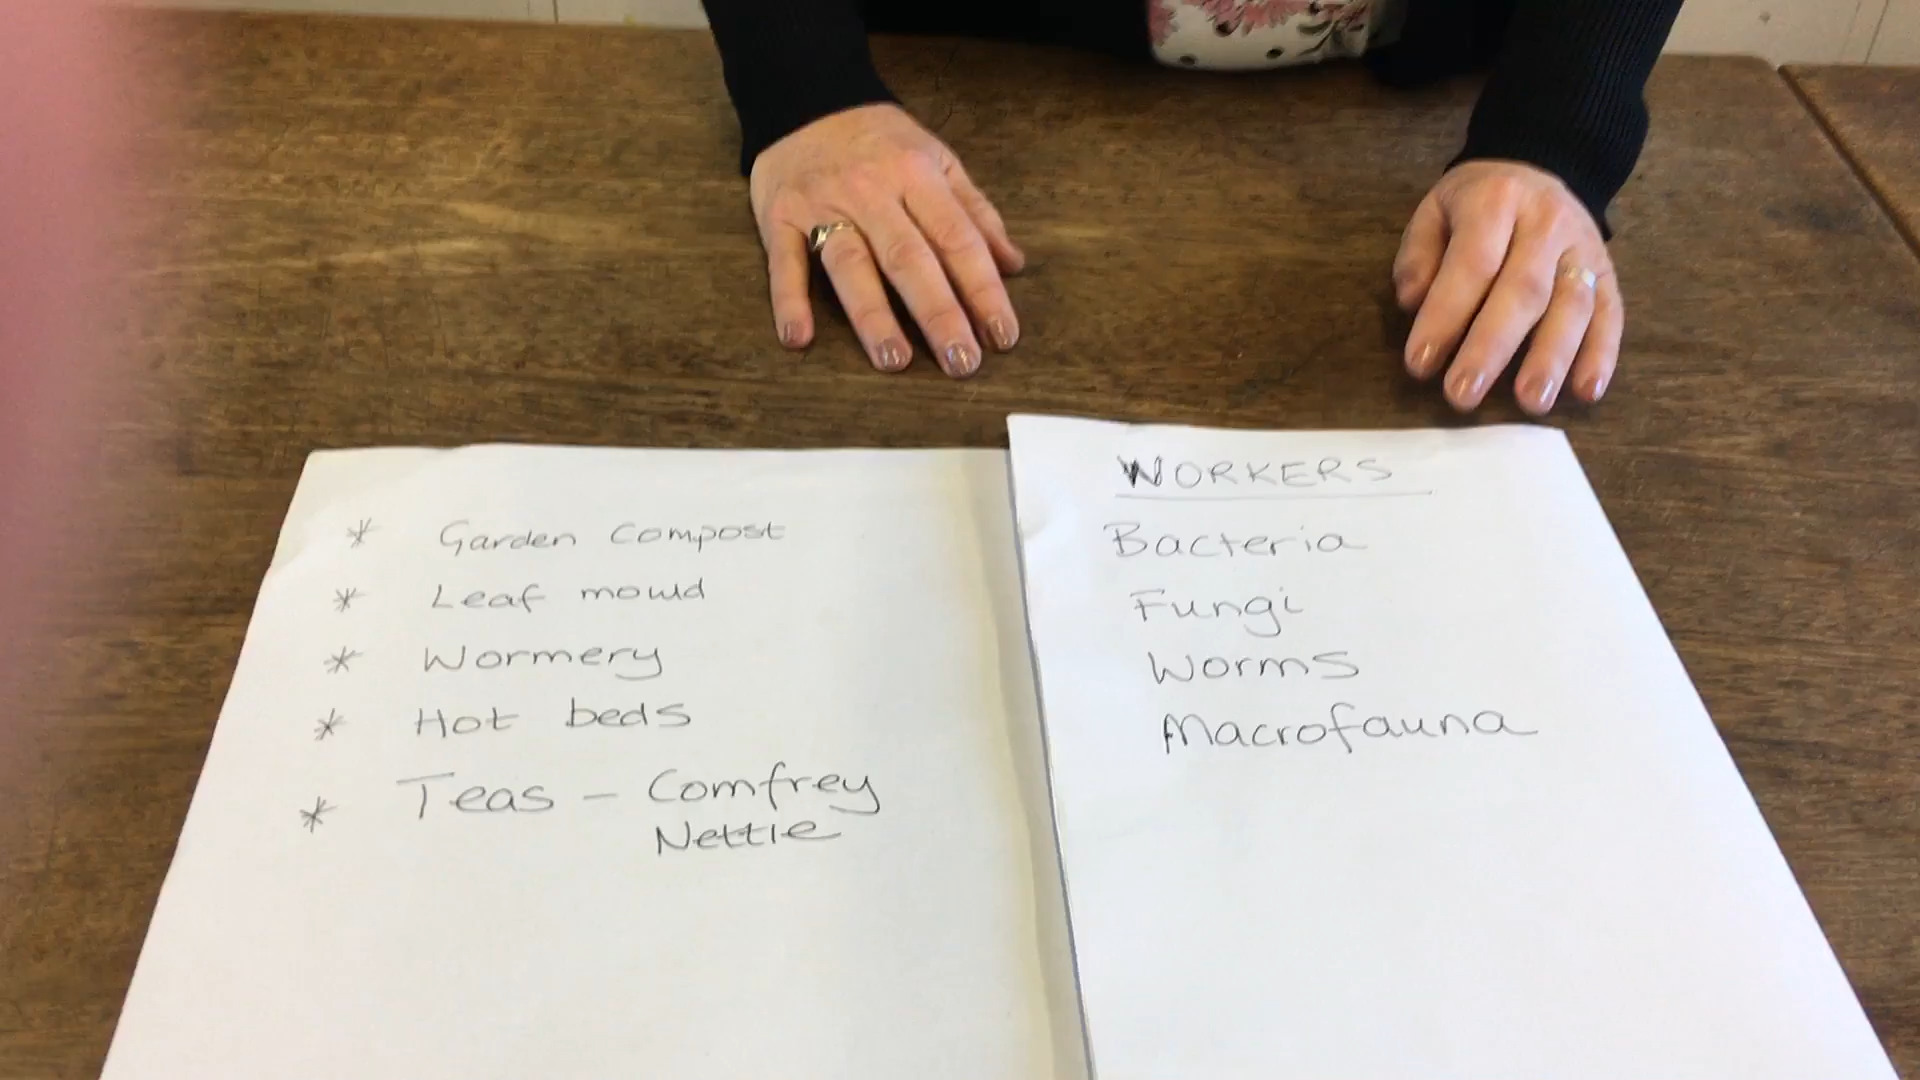 * Garden Compost
* Leaf mould
* Wormery
* Hot beds
* Teas - Comfrey
Nettle
WORKERS
Bacteria
Fungi
Worms
Macrofauna